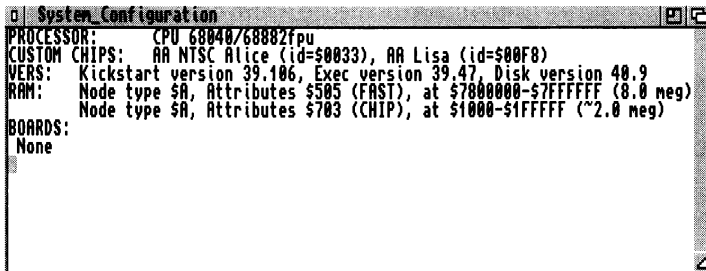 System_Configuration
PROCESSOR: CPU 68040/68882fpu
CUSTOM CHIPS: AA NTSC Alice (id=$0033), AA Lisa (id=$00F8)
VERS: Kickstart version 39.106, Exec version 39.47, Disk version 40.9
RAM: Node type $A, Attributes $505 (FAST), at $7800000-$7FFFFFF (8.0 meg)
Node type $A, Attributes $703 (CHIP), at $1000-$1FFFFF (~2.0 meg)
BOARDS:
None